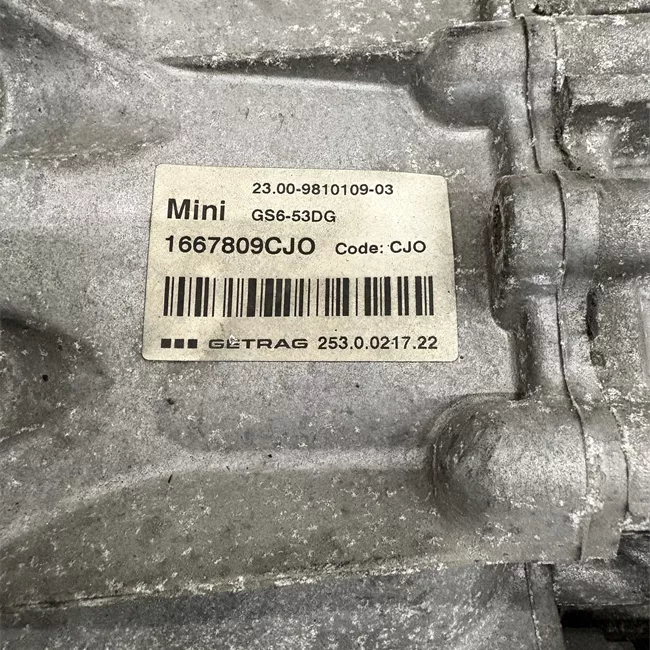 23.00-9810109-03
Mini GS6-53DG
1667809CJO Code: CJO
GETRAG 253.0.0217.22